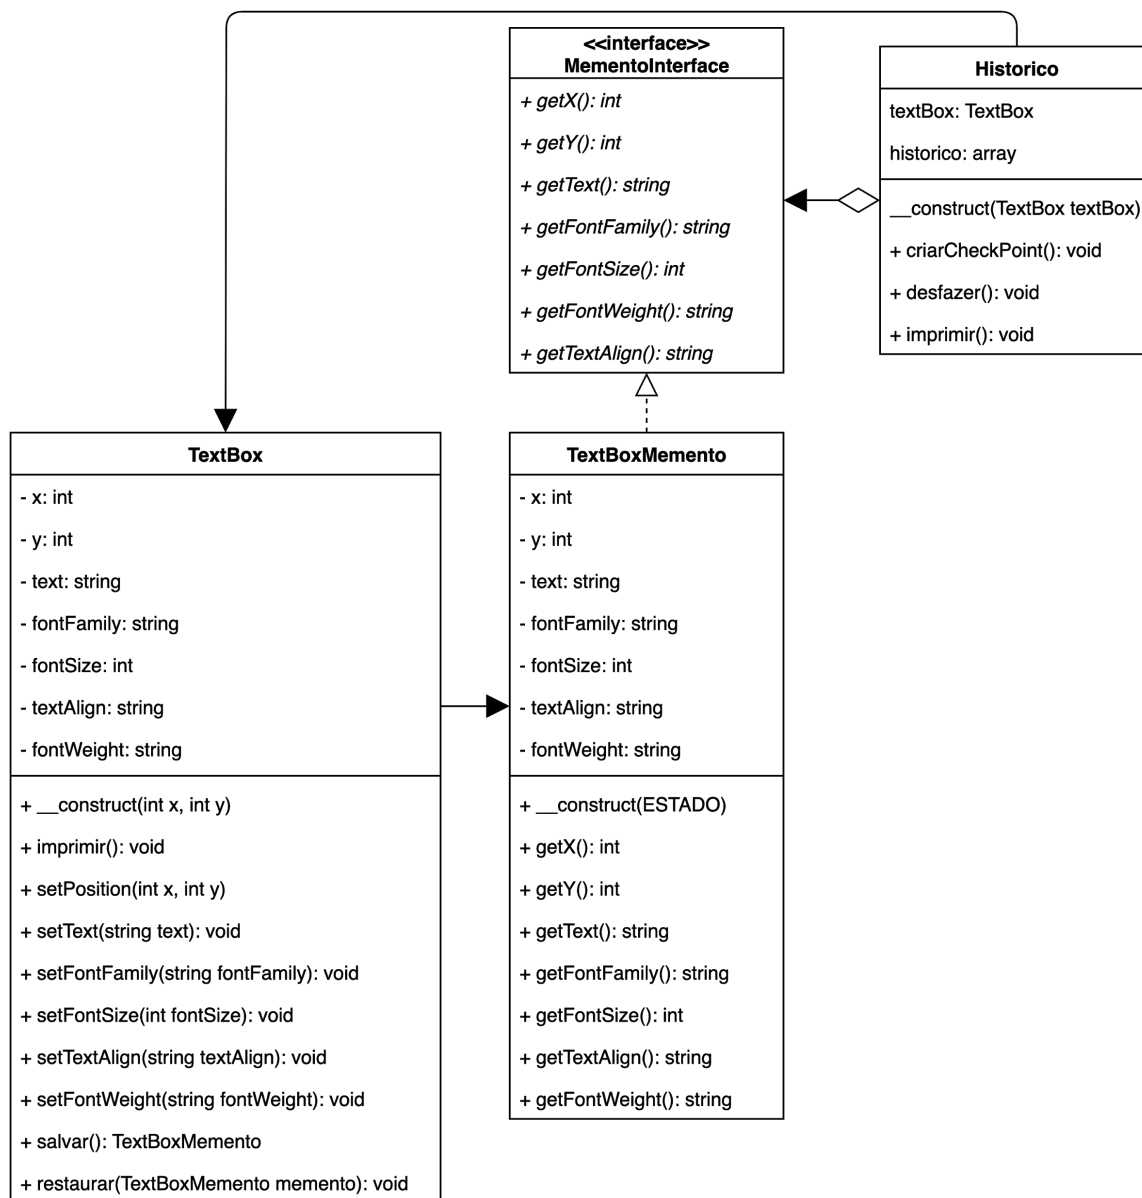 <<interface>>
MementoInterface
+ getX(): int
+ getY(): int
+ getText(): string
+ getFontFamily(): string
+ getFontSize(): int
+ getFontWeight(): string
+ getTextAlign(): string
Historico
textBox: TextBox
historico: array
__construct(TextBox textBox)
+ criarCheckPoint(): void
+ desfazer(): void
+ imprimir(): void
TextBox
- x: int
- y: int
- text: string
- fontFamily: string
- fontSize: int
- textAlign: string
- fontWeight: string
+ __construct(int x, int y)
+ imprimir(): void
+ setPosition(int x, int y)
+ setText(string text): void
+ setFontFamily(string fontFamily): void
+ setFontSize(int fontSize): void
+ setTextAlign(string textAlign): void
+ setFontWeight(string fontWeight): void
+ salvar(): TextBoxMemento
+ restaurar(TextBoxMemento memento): void
TextBoxMemento
- x: int
- y: int
- text: string
- fontFamily: string
- fontSize: int
- textAlign: string
- fontWeight: string
+ __construct(ESTADO)
+ getX(): int
+ getY(): int
+ getText(): string
+ getFontFamily(): string
+ getFontSize(): int
+ getTextAlign(): string
+ getFontWeight(): string